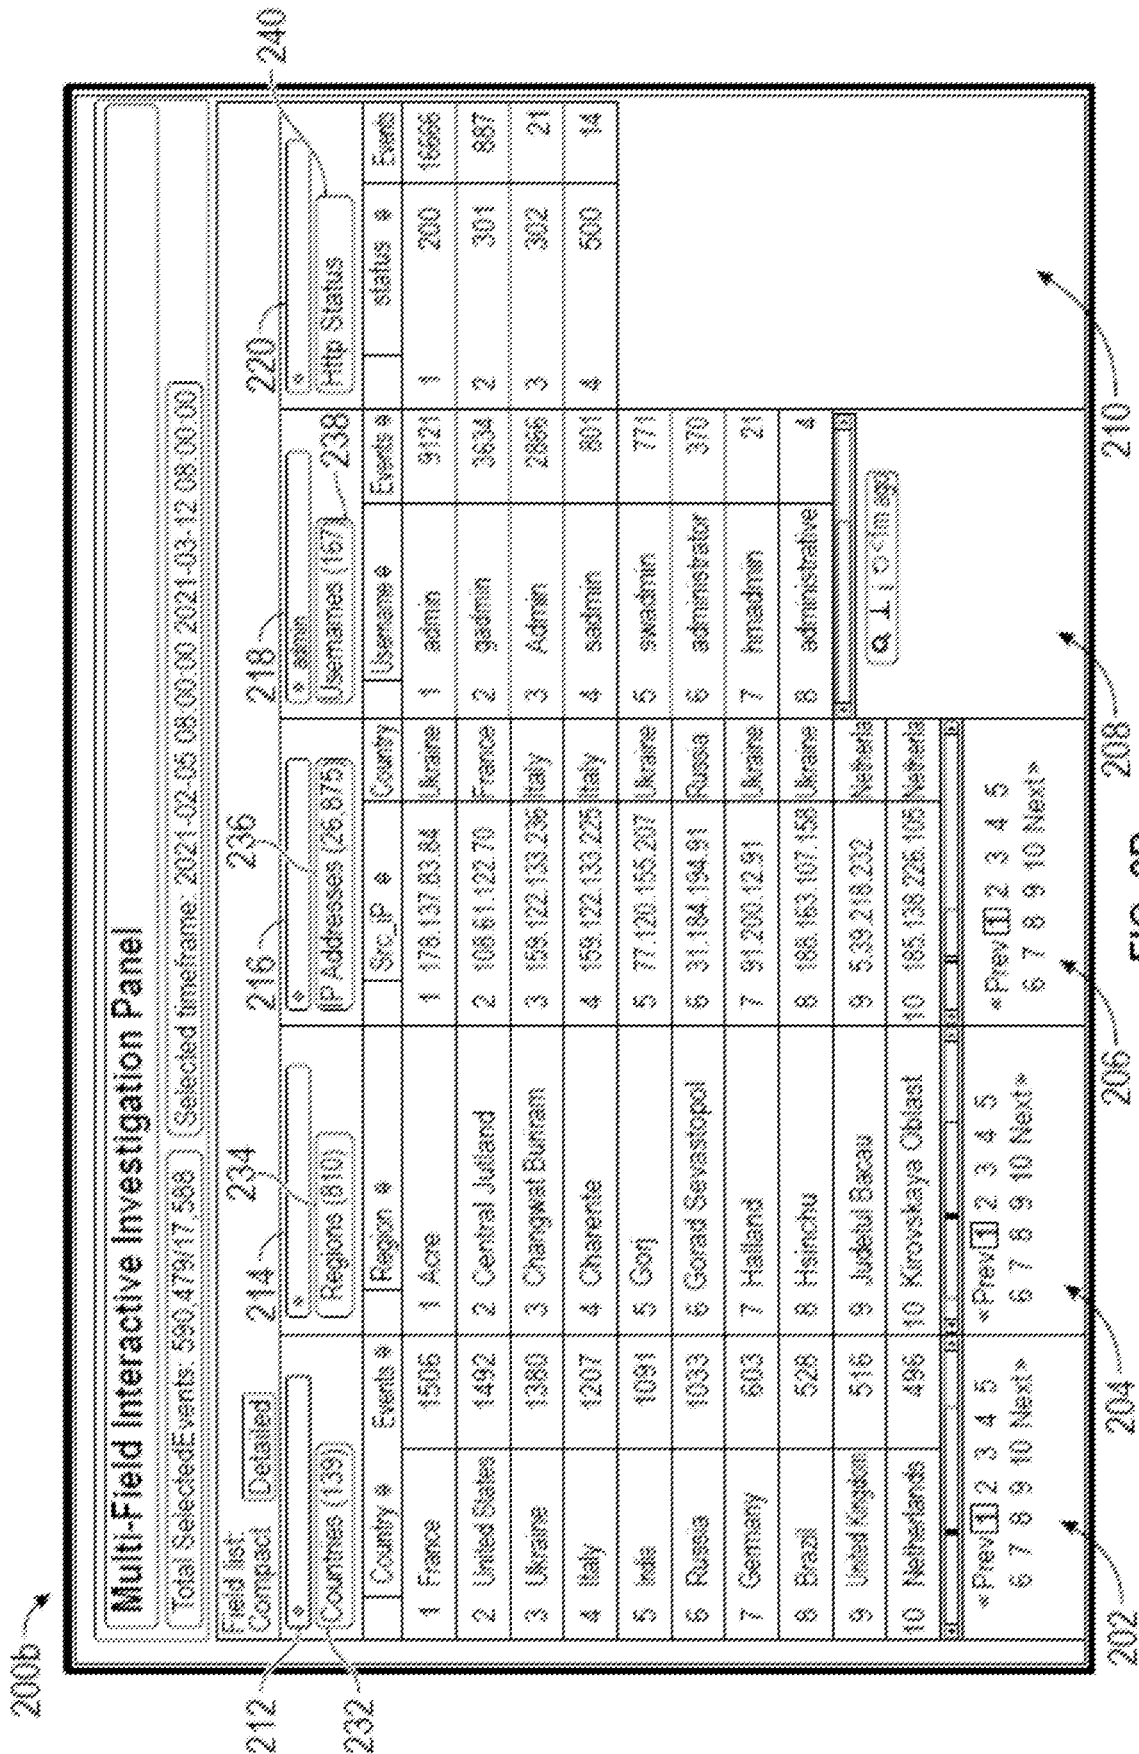 200b
Multi-Field Interactive Investigation Panel
Total SelectedEvents: 590,479/17,588 Selected timeframe: 2021-02-05 08:00:00 2021-03-12 08:00:00
Field list:
Compact Detailed
212 214 216 218 220
admin
232 234 236 238 240
Countries (139) Regions (810) IP Addresses (26,875) Usernames (167) Http Status
Country Events Region Src_IP Country Username Events status Events
1 France 1506 1 Acre 1 178.137.83.84 Ukraine 1 admin 9121 1 200 16666
2 United States 1492 2 Central Jutland 2 108.61.122.70 France 2 gadmin 3634 2 301 887
3 Ukraine 1380 3 Changwat Bunram 3 159.122.133.236 Italy 3 Admin 2866 3 302 21
4 Italy 1207 4 Charente 4 159.122.133.225 Italy 4 sadmin 801 4 500 14
5 India 1091 5 Gorj 5 77.120.155.207 Ukraine 5 swadmin 771
6 Russia 1033 6 Gorad Sevastopol 6 31.184.194.91 Russia 6 administrator 370
7 Germany 603 7 Halland 7 91.200.12.91 Ukraine 7 hmadmin 21
8 Brazil 528 8 Hsinchu 8 188.163.107.158 Ukraine 8 administrative 4
9 United Kingdom 516 9 Judetul Bacau 9 5.39.218.232 Netherla
10 Netherlands 496 10 Kirovskaya Oblast 10 185.138.226.105 Netherla
«Prev 1 2 3 4 5 «Prev 1 2 3 4 5 «Prev 1 2 3 4 5
6 7 8 9 10 Next» 6 7 8 9 10 Next» 6 7 8 9 10 Next»
202 204 206 208 210